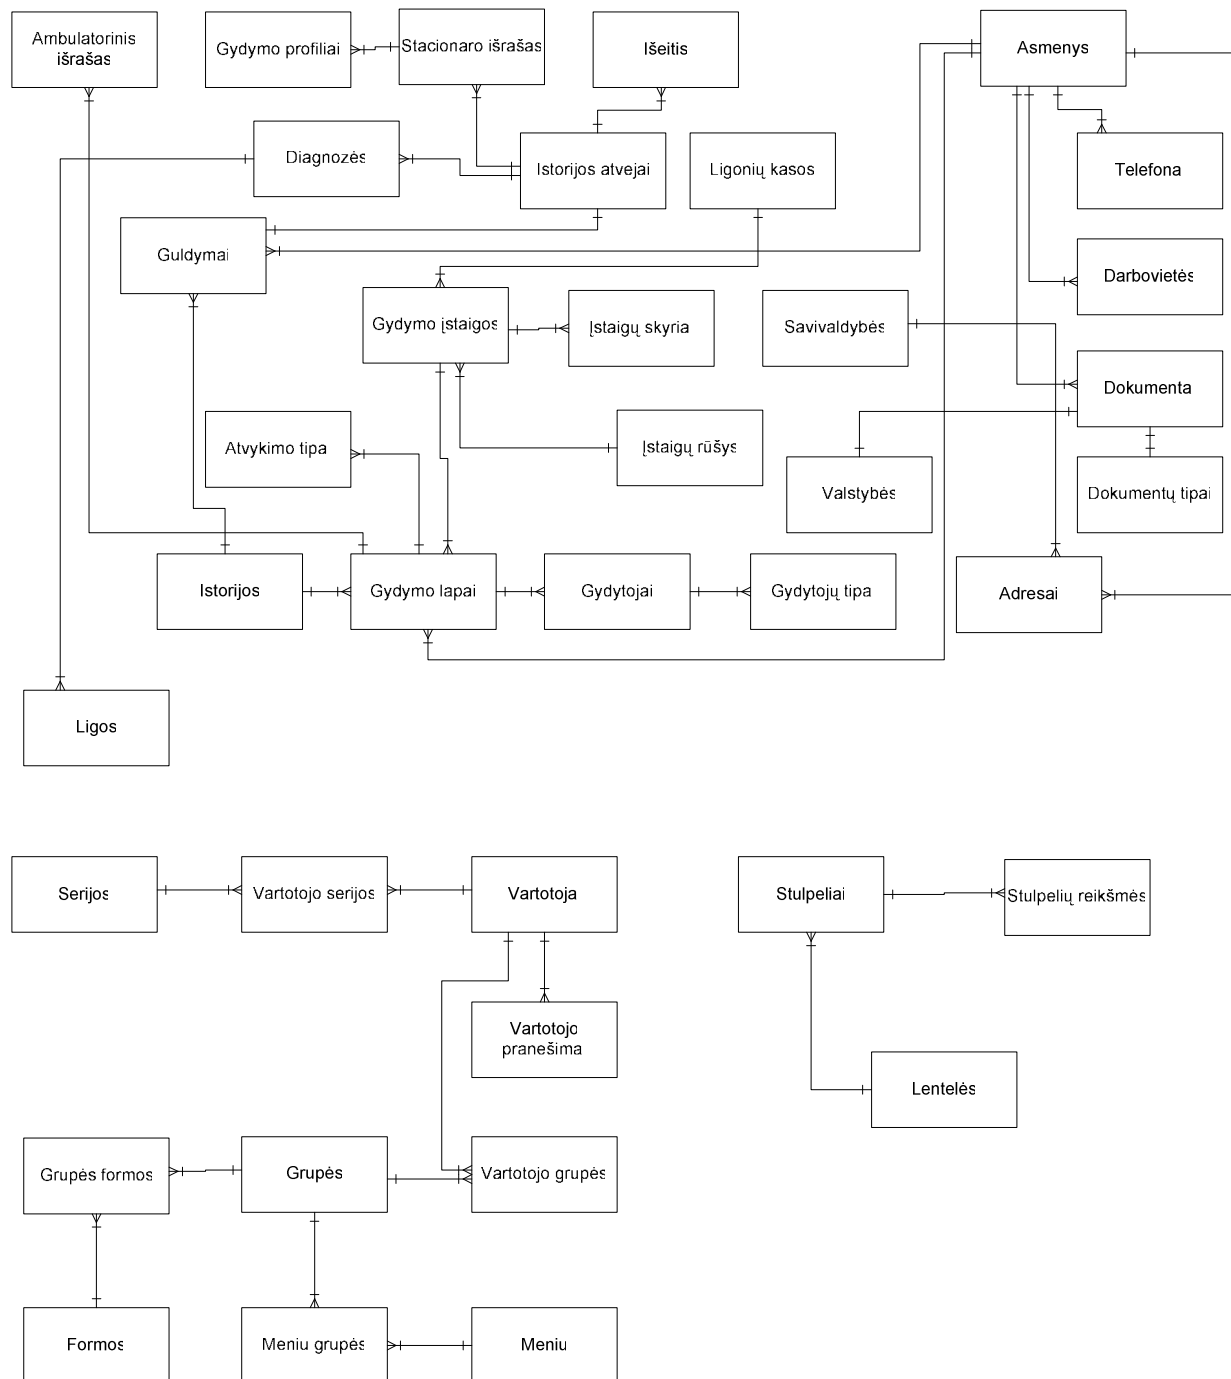 Ambulatorinis
išrašas
Gydymo profiliai
Stacionaro išrašas
Išeitis
Asmenys
Diagnozės
Istorijos atvejai
Ligonių kasos
Telefona
Guldymai
Darbovietės
Gydymo įstaigos
Įstaigų skyria
Savivaldybės
Dokumenta
Atvykimo tipa
Įstaigų rūšys
Valstybės
Dokumentų tipai
Istorijos
Gydymo lapai
Gydytojai
Gydytojų tipa
Adresai
Ligos
Serijos
Vartotojo serijos
Vartotoja
Stulpeliai
Stulpelių reikšmės
Vartotojo
pranešima
Lentelės
Grupės formos
Grupės
Vartotojo grupės
Formos
Meniu grupės
Meniu